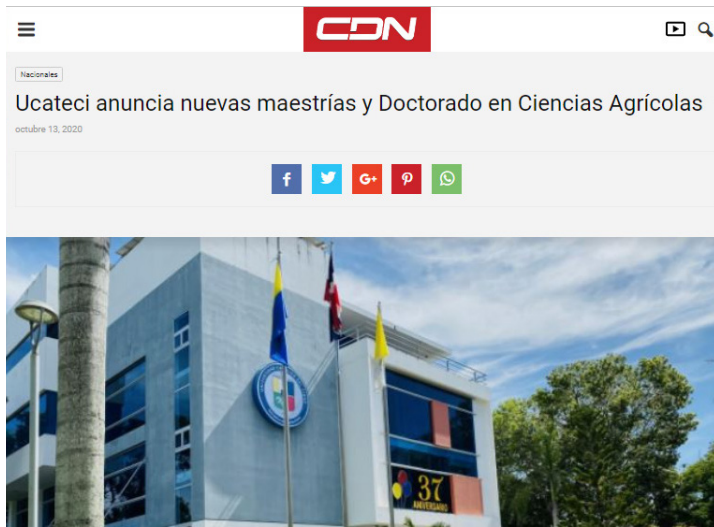 CDN
Nacionales
Ucateci anuncia nuevas maestrías y Doctorado en Ciencias Agrícolas
octubre 13, 2020
f
G+
37
ANIVERSARIO